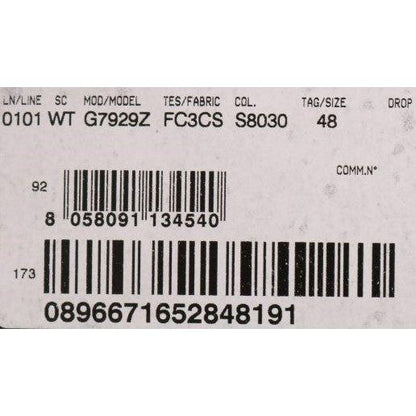 LN/LINE SC MOD/MODEL TES/FABRIC COL. TAG/SIZE DROP
0101 WT G7929Z FC3CS S8030 48
COMM.N°
92
8 058091 134540
173
0896671652848191